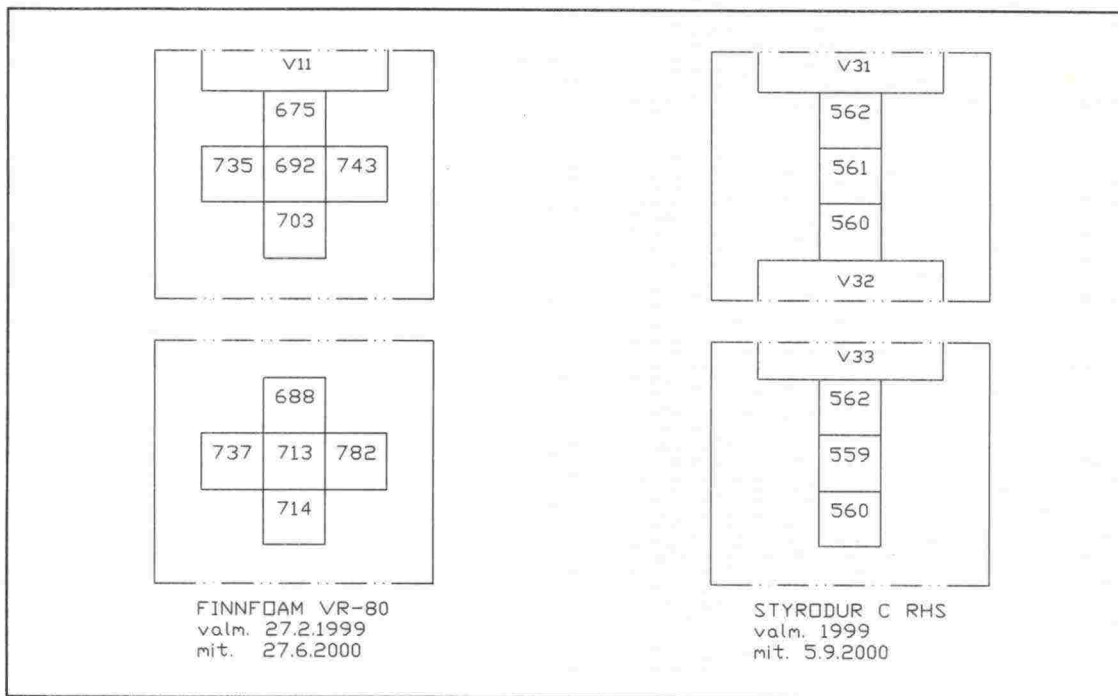 V11
675
735 692 743
703
688
737 713 782
714
FINNFOAM VR-80
valm. 27.2.1999
mit. 27.6.2000
V31
562
561
560
V32
V33
562
559
560
STYRODUR C RHS
valm. 1999
mit. 5.9.2000